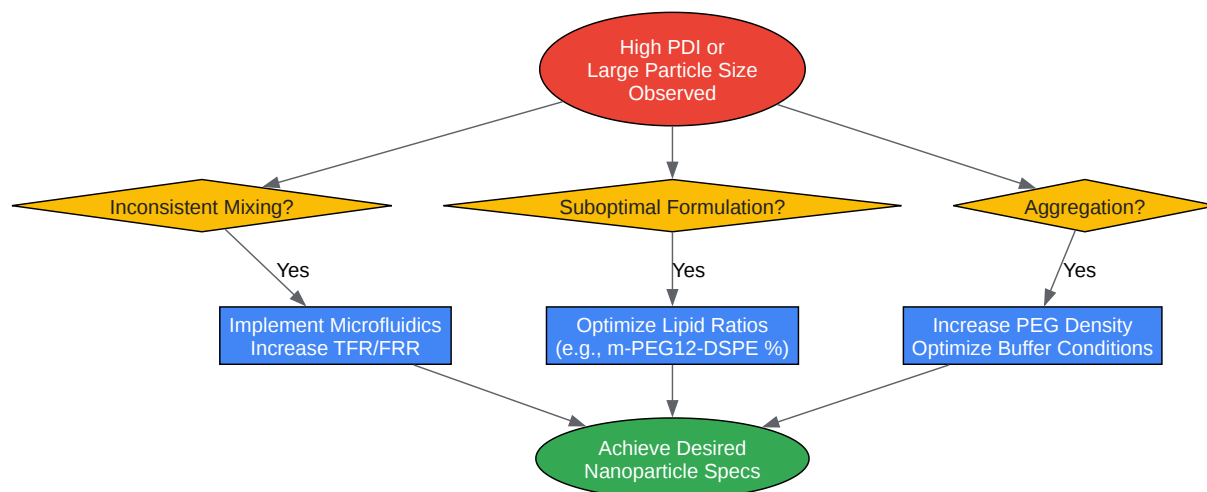 High PDI or
Large Particle Size
Observed
Inconsistent Mixing?
Suboptimal Formulation?
Aggregation?
Yes
Yes
Yes
Implement Microfluidics
Increase TFR/FRR
Optimize Lipid Ratios
(e.g., m-PEG12-DSPE %)
Increase PEG Density
Optimize Buffer Conditions
Achieve Desired
Nanoparticle Specs